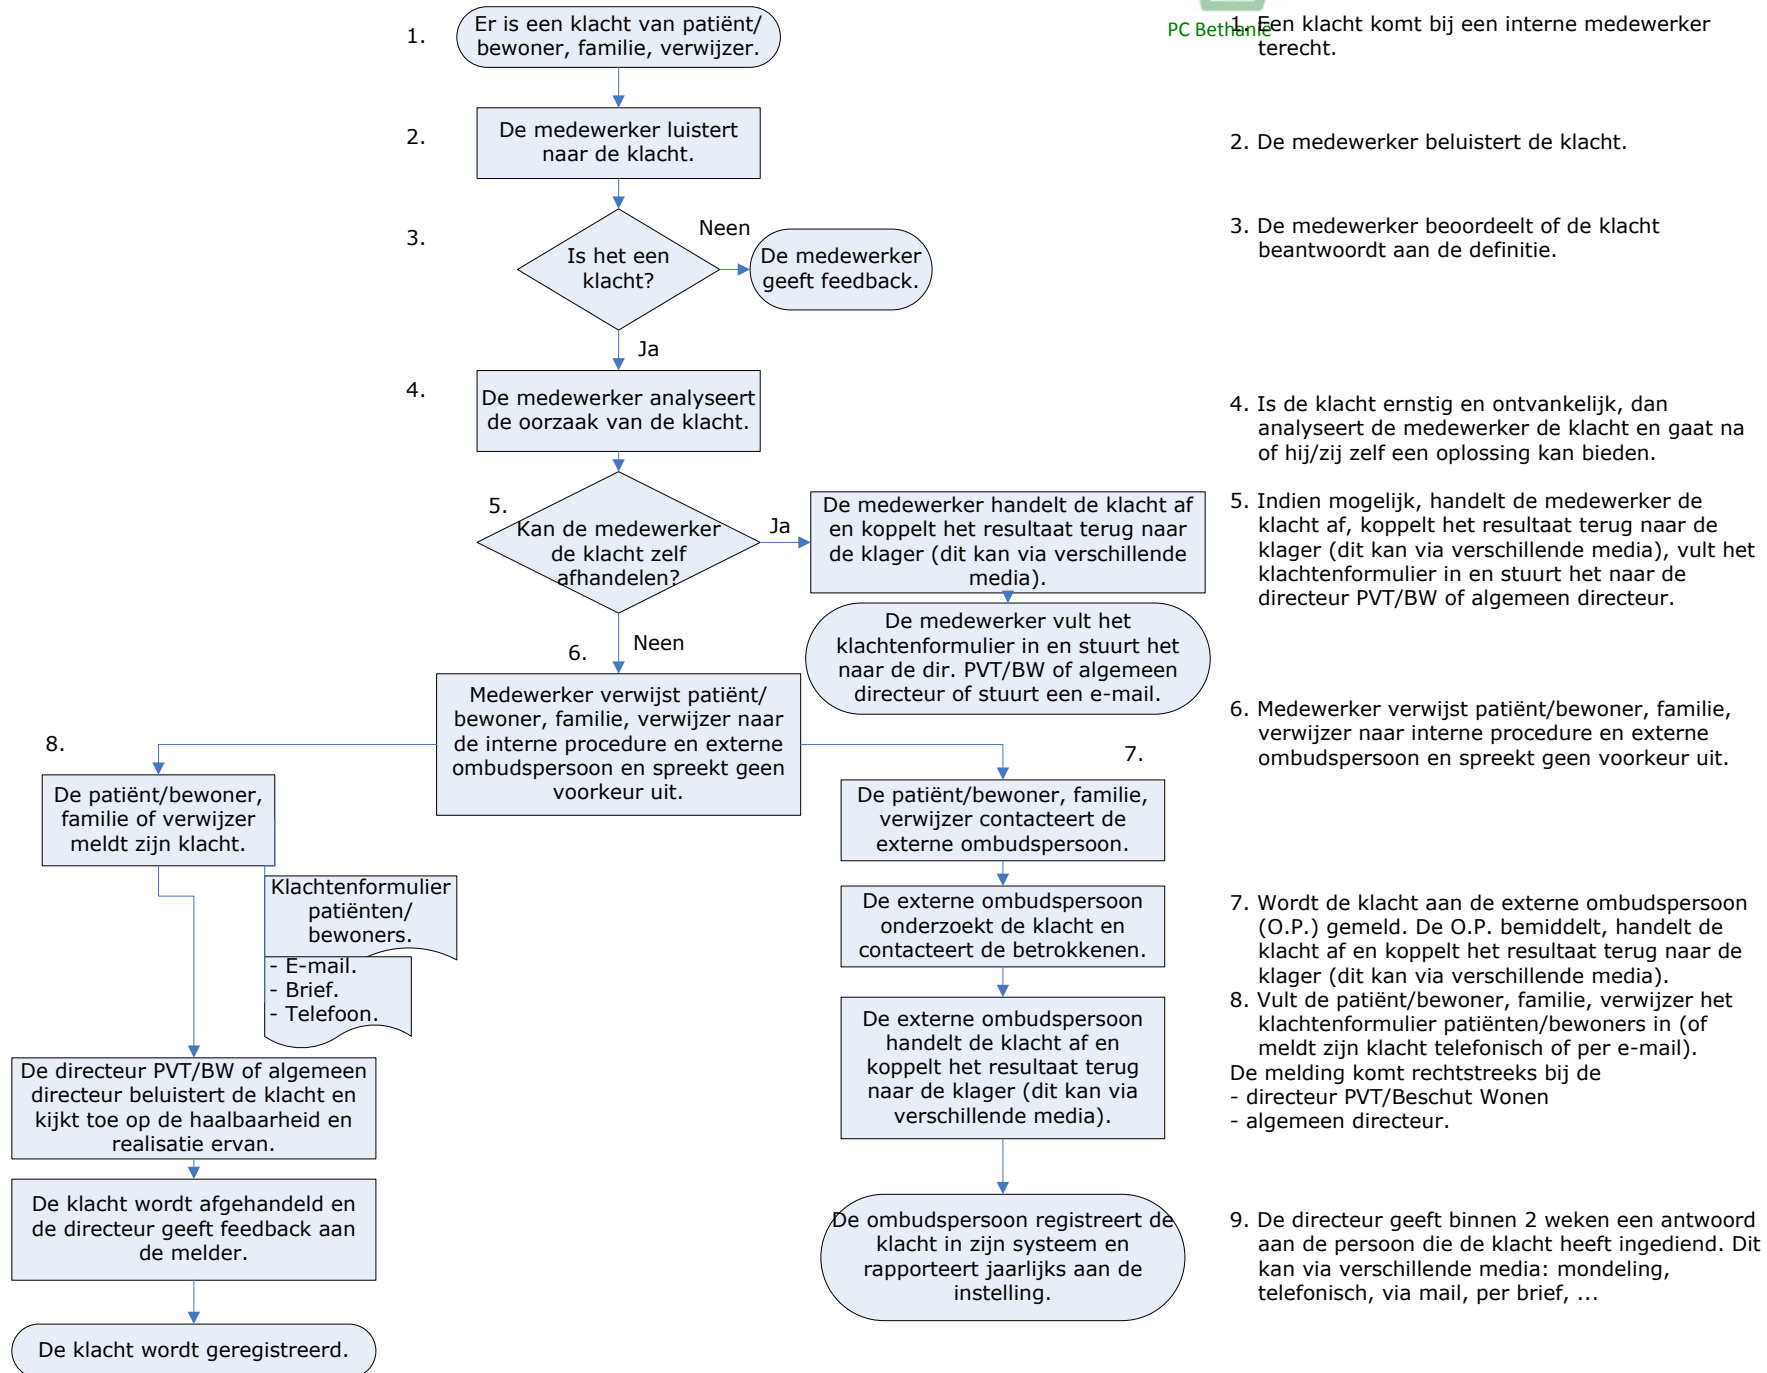 1.
Er is een klacht van patiënt/
bewoner, familie, verwijzer.
2.
De medewerker luistert
naar de klacht.
3.
Is het een
klacht?
Neen
De medewerker
geeft feedback.
Ja
4.
De medewerker analyseert
de oorzaak van de klacht.
5.
Kan de medewerker
de klacht zelf
afhandelen?
Ja
De medewerker handelt de klacht af
en koppelt het resultaat terug naar
de klager (dit kan via verschillende
media).
De medewerker vult het
klachtenformulier in en stuurt het
naar de dir. PVT/BW of algemeen
directeur of stuurt een e-mail.
Neen
6.
Medewerker verwijst patiënt/
bewoner, familie, verwijzer naar
de interne procedure en externe
ombudspersoon en spreekt geen
voorkeur uit.
8.
De patiënt/bewoner,
familie of verwijzer
meldt zijn klacht.
Klachtenformulier
patiënten/
bewoners.
- E-mail.
- Brief.
- Telefoon.
De directeur PVT/BW of algemeen
directeur beluistert de klacht en
kijkt toe op de haalbaarheid en
realisatie ervan.
De klacht wordt afgehandeld en
de directeur geeft feedback aan
de melder.
De klacht wordt geregistreerd.
7.
De patiënt/bewoner, familie,
verwijzer contacteert de
externe ombudspersoon.
De externe ombudspersoon
onderzoekt de klacht en
contacteert de betrokkenen.
De externe ombudspersoon
handelt de klacht af en
koppelt het resultaat terug
naar de klager (dit kan via
verschillende media).
De ombudspersoon registreert de
klacht in zijn systeem en
rapporteert jaarlijks aan de
instelling.
PC Bethanië
1. Een klacht komt bij een interne medewerker
terecht.
2. De medewerker beluistert de klacht.
3. De medewerker beoordeelt of de klacht
beantwoordt aan de definitie.
4. Is de klacht ernstig en ontvankelijk, dan
analyseert de medewerker de klacht en gaat na
of hij/zij zelf een oplossing kan bieden.
5. Indien mogelijk, handelt de medewerker de
klacht af, koppelt het resultaat terug naar de
klager (dit kan via verschillende media), vult het
klachtenformulier in en stuurt het naar de
directeur PVT/BW of algemeen directeur.
6. Medewerker verwijst patiënt/bewoner, familie,
verwijzer naar interne procedure en externe
ombudspersoon en spreekt geen voorkeur uit.
7. Wordt de klacht aan de externe ombudspersoon
(O.P.) gemeld. De O.P. bemiddelt, handelt de
klacht af en koppelt het resultaat terug naar de
klager (dit kan via verschillende media).
8. Vult de patiënt/bewoner, familie, verwijzer het
klachtenformulier patiënten/bewoners in (of
meldt zijn klacht telefonisch of per e-mail).
De melding komt rechtstreeks bij de
- directeur PVT/Beschut Wonen
- algemeen directeur.
9. De directeur geeft binnen 2 weken een antwoord
aan de persoon die de klacht heeft ingediend. Dit
kan via verschillende media: mondeling,
telefonisch, via mail, per brief, ...